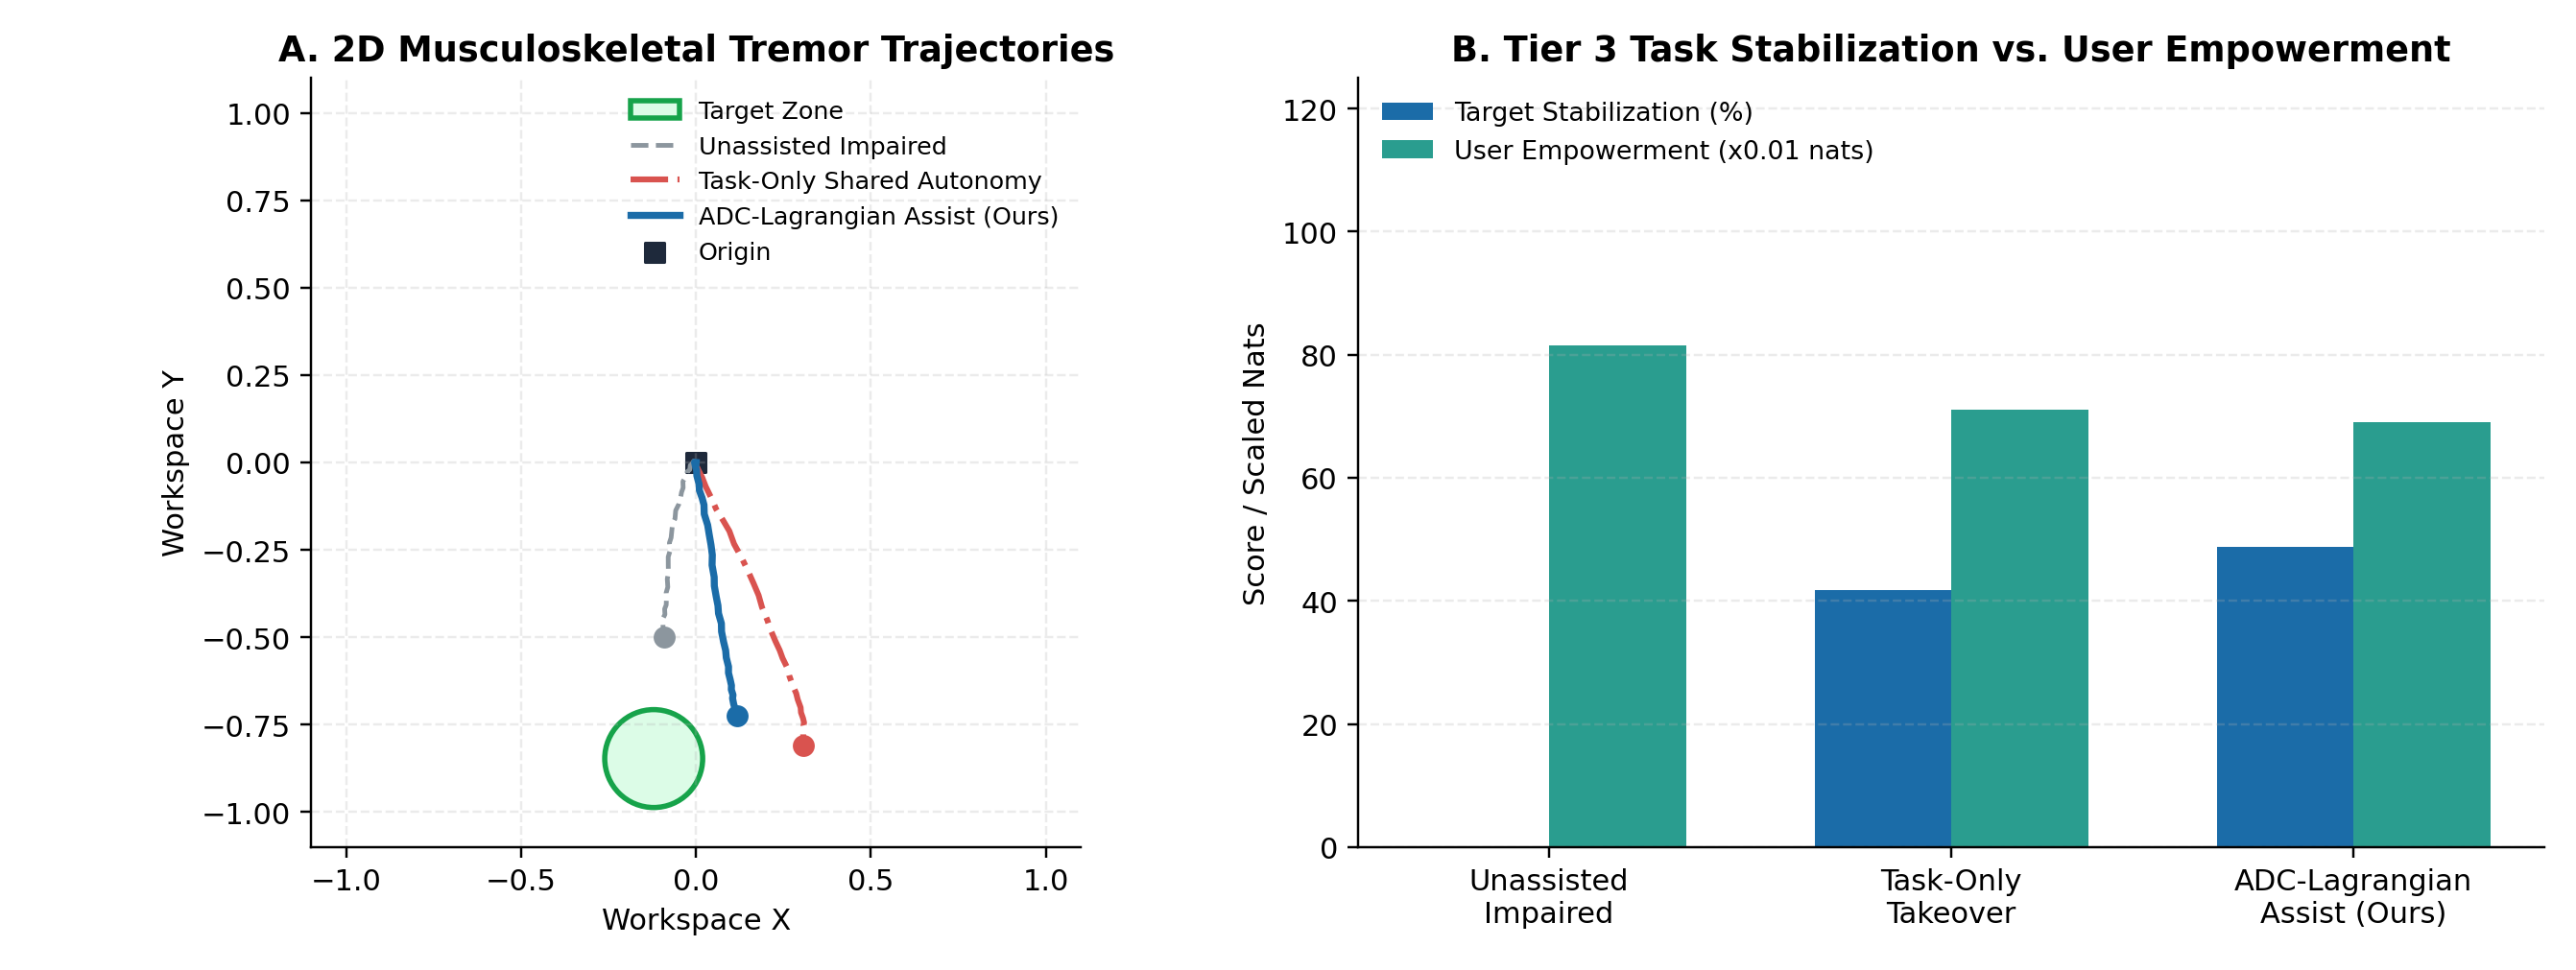 A. 2D Musculoskeletal Tremor Trajectories
Target Zone
Unassisted Impaired
Task-Only Shared Autonomy
ADC-Lagrangian Assist (Ours)
Origin
1.00
0.75
0.50
0.25
0.00
−0.25
−0.50
−0.75
−1.00
Workspace Y
−1.0
−0.5
0.0
0.5
1.0
Workspace X
B. Tier 3 Task Stabilization vs. User Empowerment
Target Stabilization (%)
User Empowerment (x0.01 nats)
120
100
80
60
40
20
0
Score / Scaled Nats
Unassisted
Impaired
Task-Only
Takeover
ADC-Lagrangian
Assist (Ours)